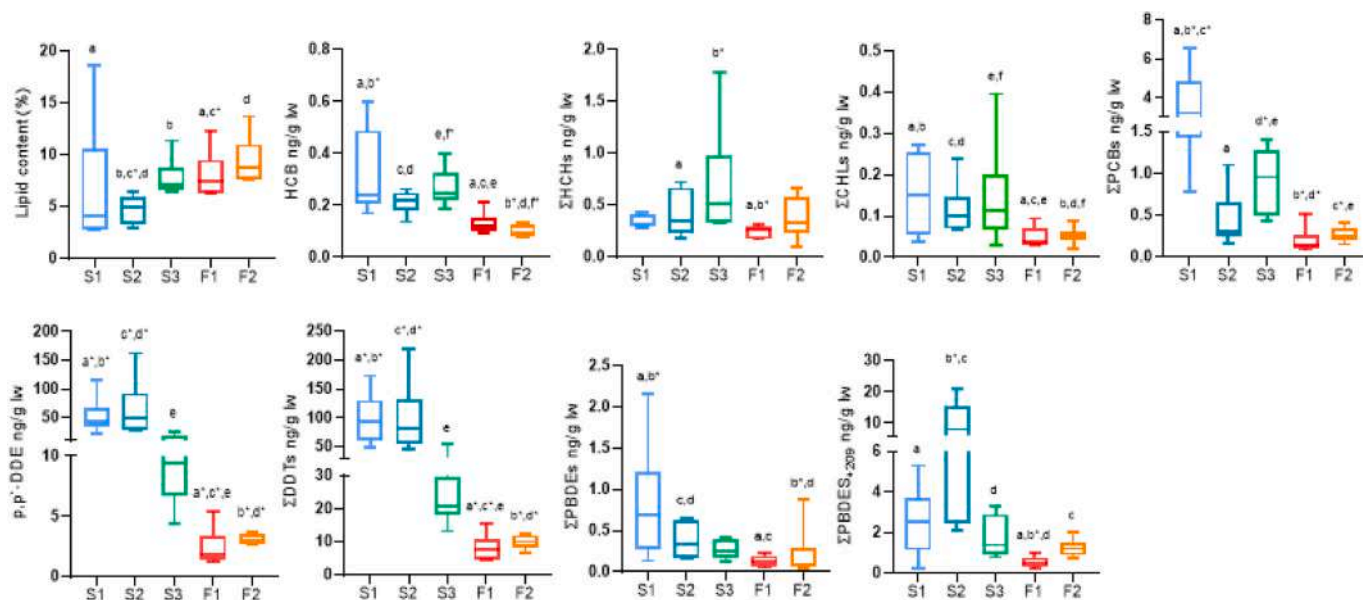 Lipid content (%)
20
15
10
5
0
a
b,c*,d
b
a,c*
d
S1 S2 S3 F1 F2
HCB ng/g lw
0.8
0.6
0.4
0.2
0.0
a,b*
c,d
e,f*
a,c,e
b*,d,f*
S1 S2 S3 F1 F2
ΣHCHs ng/g lw
2.0
1.5
1.0
0.5
0.0
a
b*
a,b*
S1 S2 S3 F1 F2
ΣCHLs ng/g lw
0.5
0.4
0.3
0.2
0.1
0.0
a,b
c,d
e,f
a,c,e
b,d,f
S1 S2 S3 F1 F2
ΣPCBs ng/g lw
8
6
4
2
1.5
1.0
0.5
0.0
a,b*,c*
a
d*,e
b*,d*
c*,e
S1 S2 S3 F1 F2
p,p'-DDE ng/g lw
200
150
100
50
10
5
0
a*,b*
c*,d*
e
a*,c*,e
b*,d*
S1 S2 S3 F1 F2
ΣDDTs ng/g lw
250
200
150
100
50
30
20
10
0
a*,b*
c*,d*
e
a*,c*,e
b*,d*
S1 S2 S3 F1 F2
ΣPBDEs ng/g lw
2.5
2.0
1.5
1.0
0.5
0.0
a,b*
c,d
a,c
b*,d
S1 S2 S3 F1 F2
ΣPBDES+209 ng/g lw
30
20
10
6
4
2
0
a
b*,c
d
a,b*,d
c
S1 S2 S3 F1 F2